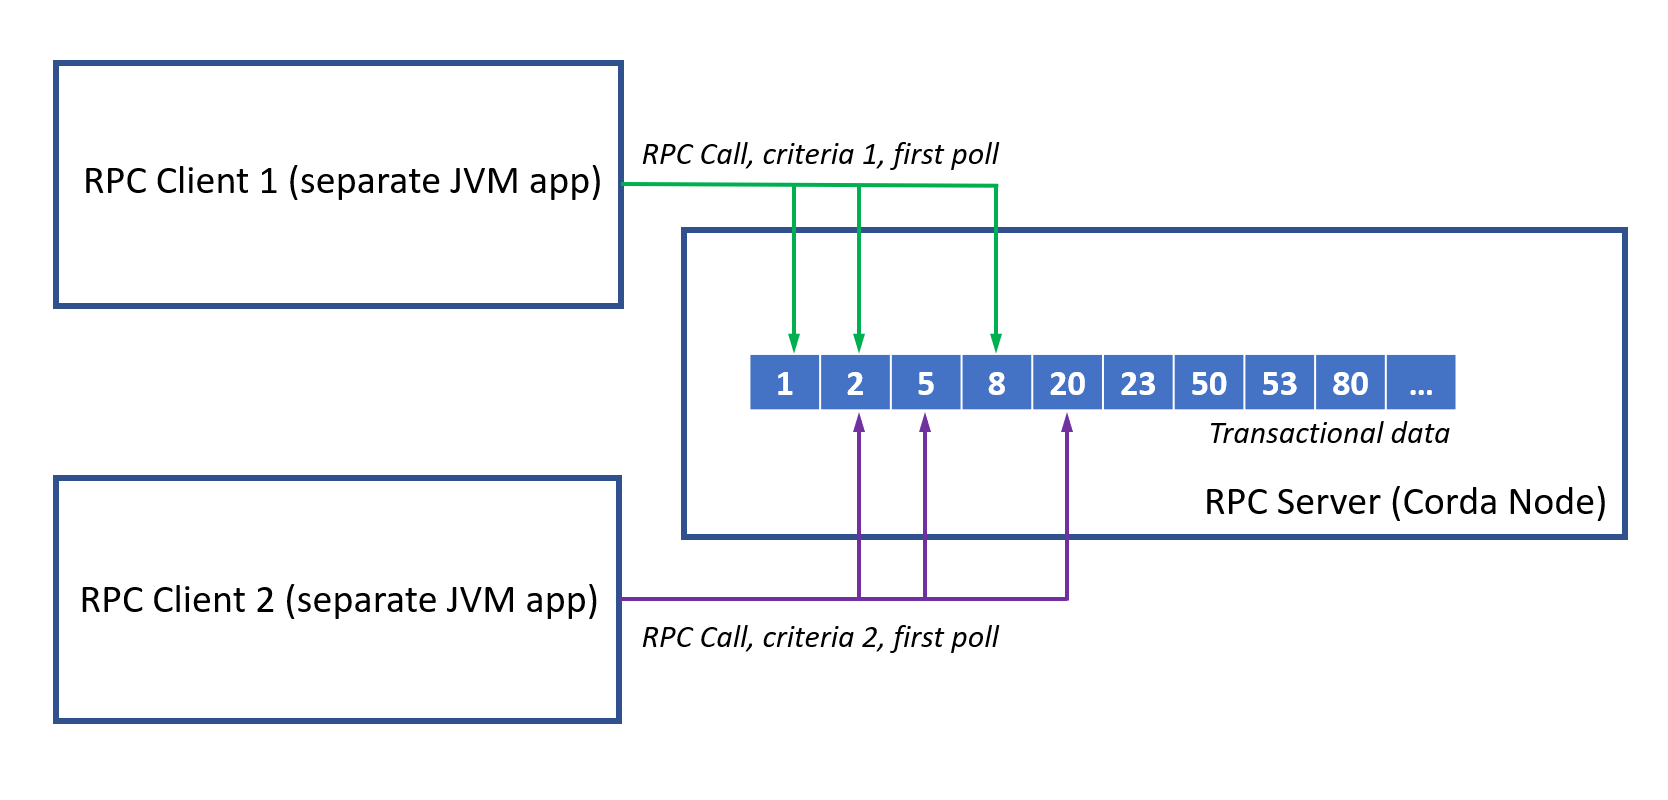 RPC Client 1 (separate JVM app)
RPC Call, criteria 1, first poll
1 2 5 8 20 23 50 53 80 ...
Transactional data
RPC Server (Corda Node)
RPC Client 2 (separate JVM app)
RPC Call, criteria 2, first poll